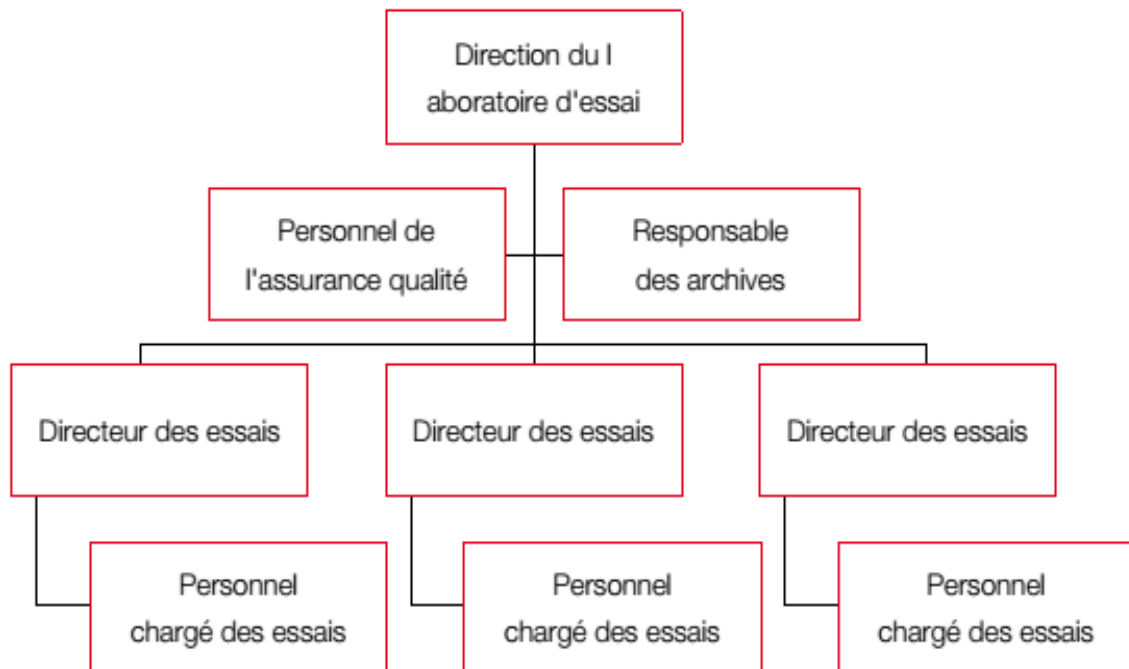 Direction du l
aboratoire d'essai
Personnel de
l'assurance qualité
Responsable
des archives
Directeur des essais
Directeur des essais
Directeur des essais
Personnel
chargé des essais
Personnel
chargé des essais
Personnel
chargé des essais